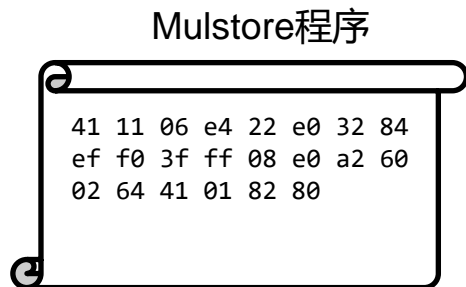 Mulstore程序
41 11 06 e4 22 e0 32 84
ef f0 3f ff 08 e0 a2 60
02 64 41 01 82 80